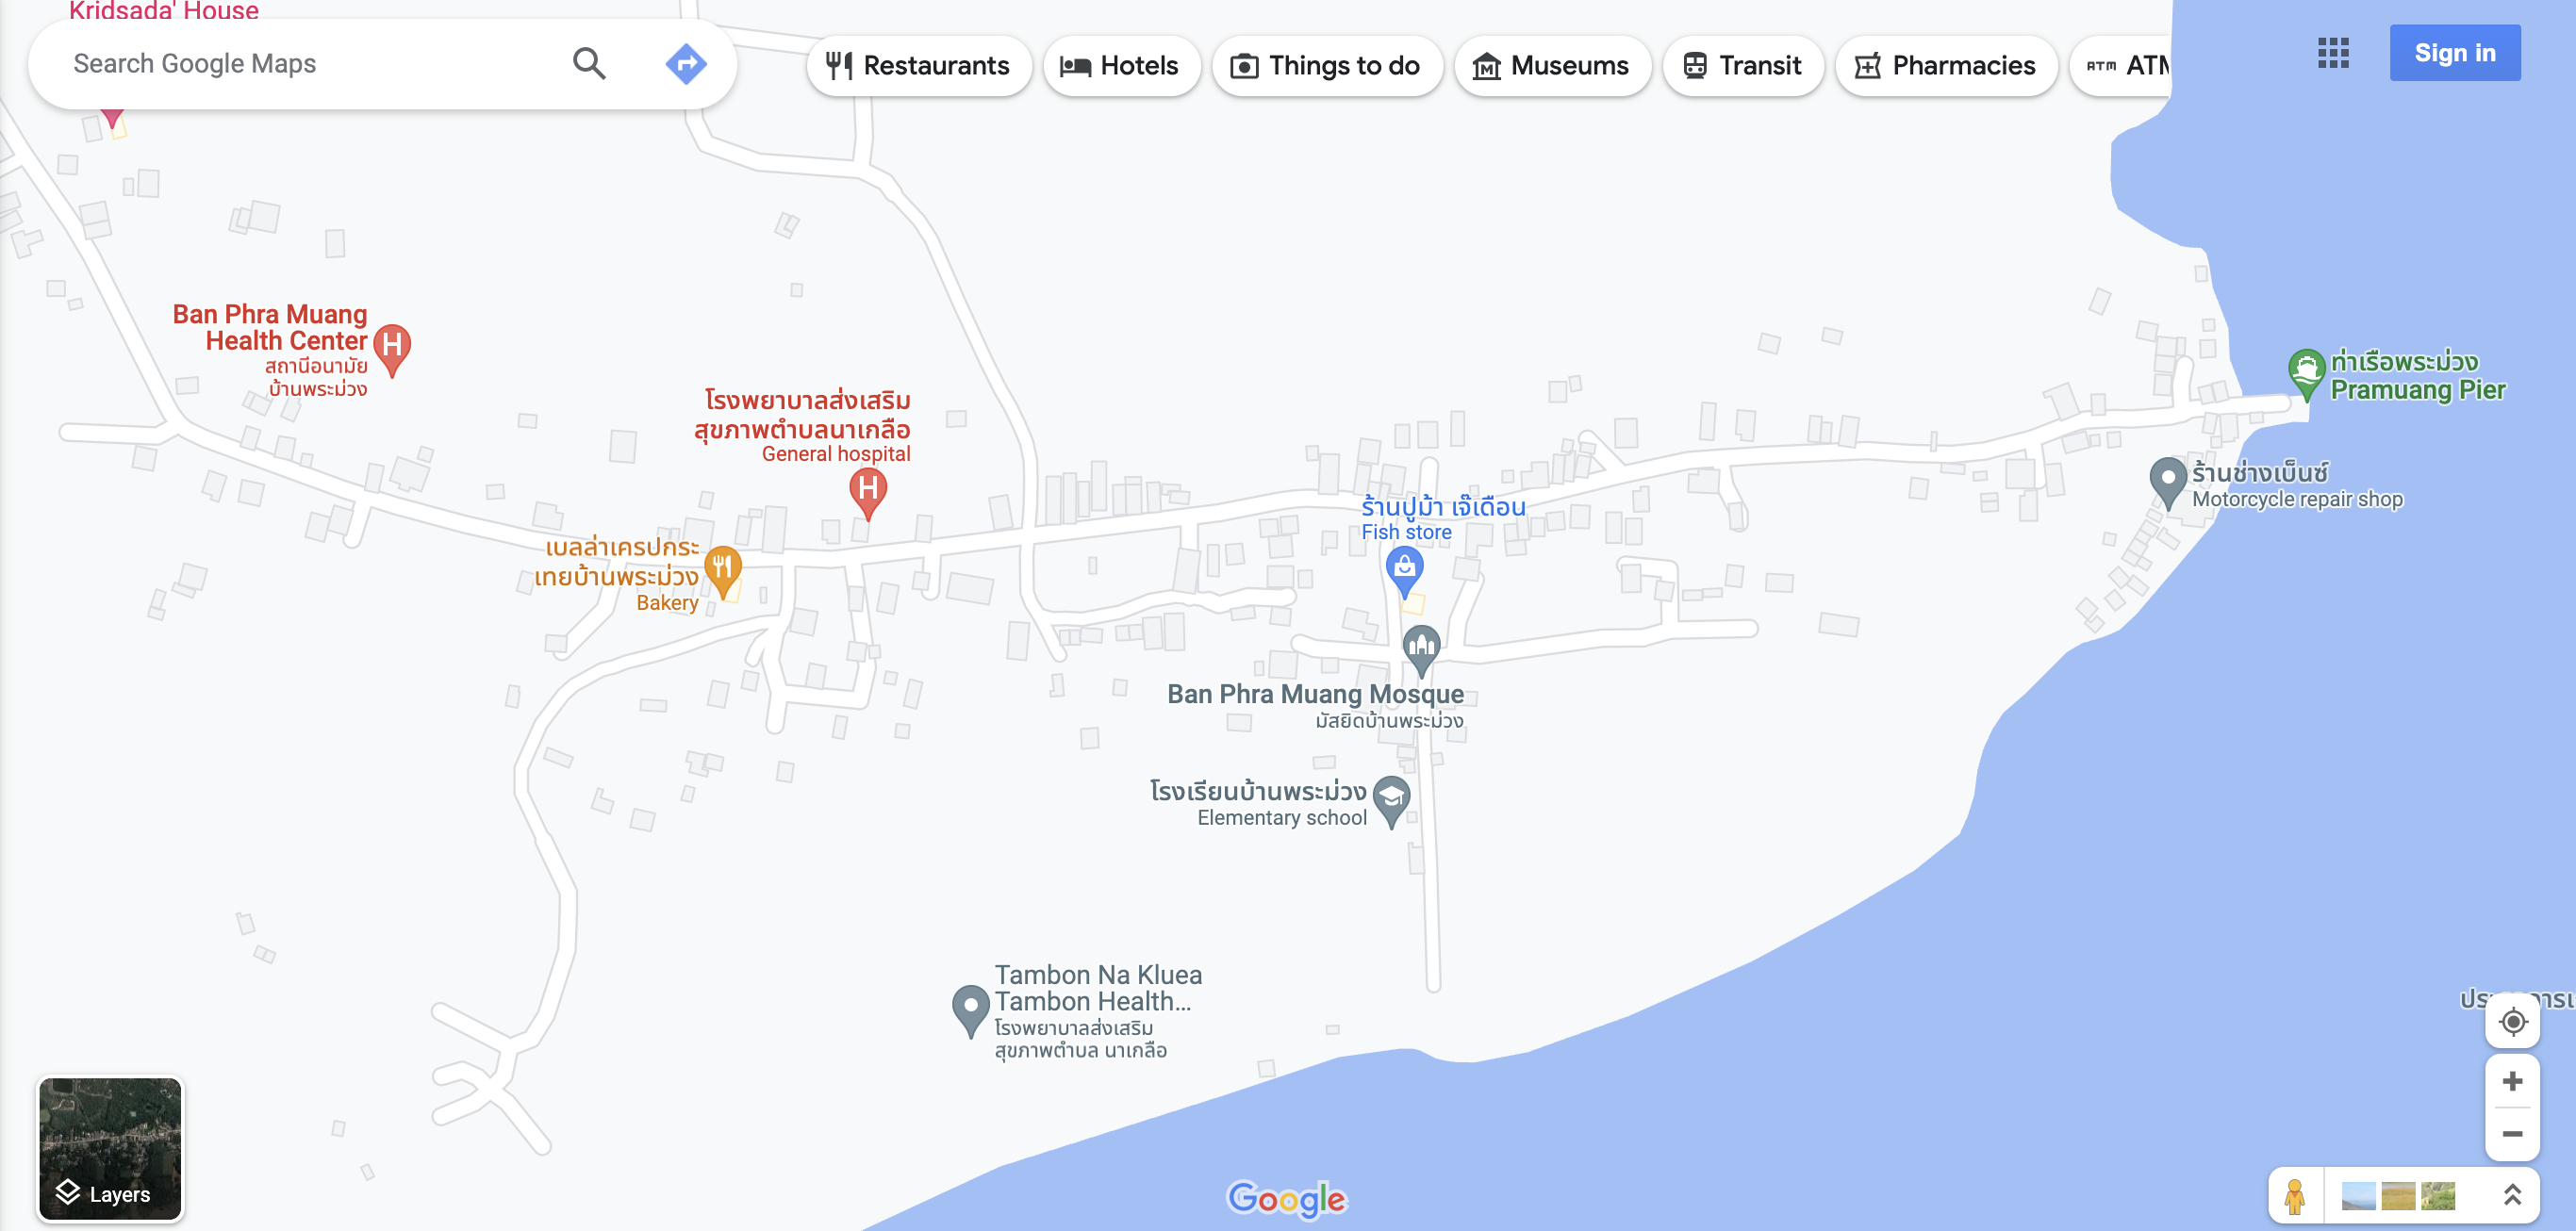 Kridsada' House
Search Google Maps
Restaurants
Hotels
Things to do
Museums
Transit
Pharmacies
ATM
Sign in
Ban Phra Muang
Health Center
สถานีอนามัย
บ้านพระม่วง
H
โรงพยาบาลส่งเสริม
สุขภาพตำบลนาเกลือ
General hospital
H
ท่าเรือพระม่วง
Pramuang Pier
ร้านช่างเบ็นซ์
Motorcycle repair shop
ร้านปูม้า เจ๊เดือน
Fish store
เบลล่าเครปกระ
เทยบ้านพระม่วง
Bakery
Ban Phra Muang Mosque
มัสยิดบ้านพระม่วง
โรงเรียนบ้านพระม่วง
Elementary school
Tambon Na Kluea
Tambon Health...
โรงพยาบาลส่งเสริม
สุขภาพตำบล นาเกลือ
Layers
Google